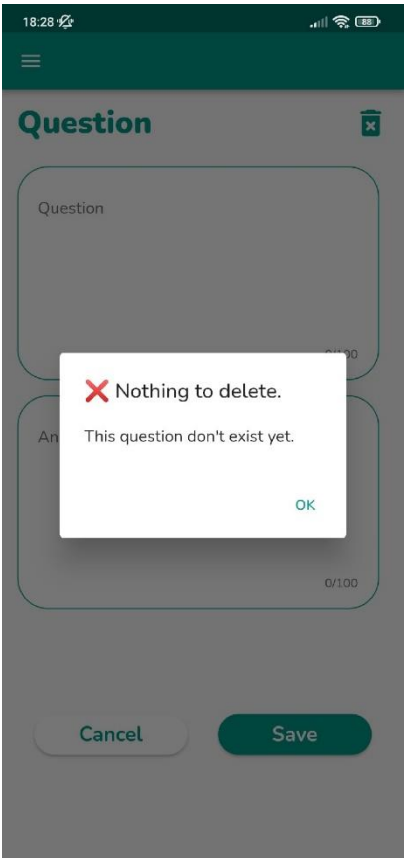 18:28
88
Question
Question
0/100
❌ Nothing to delete.
An
This question don't exist yet.
OK
0/100
Cancel
Save